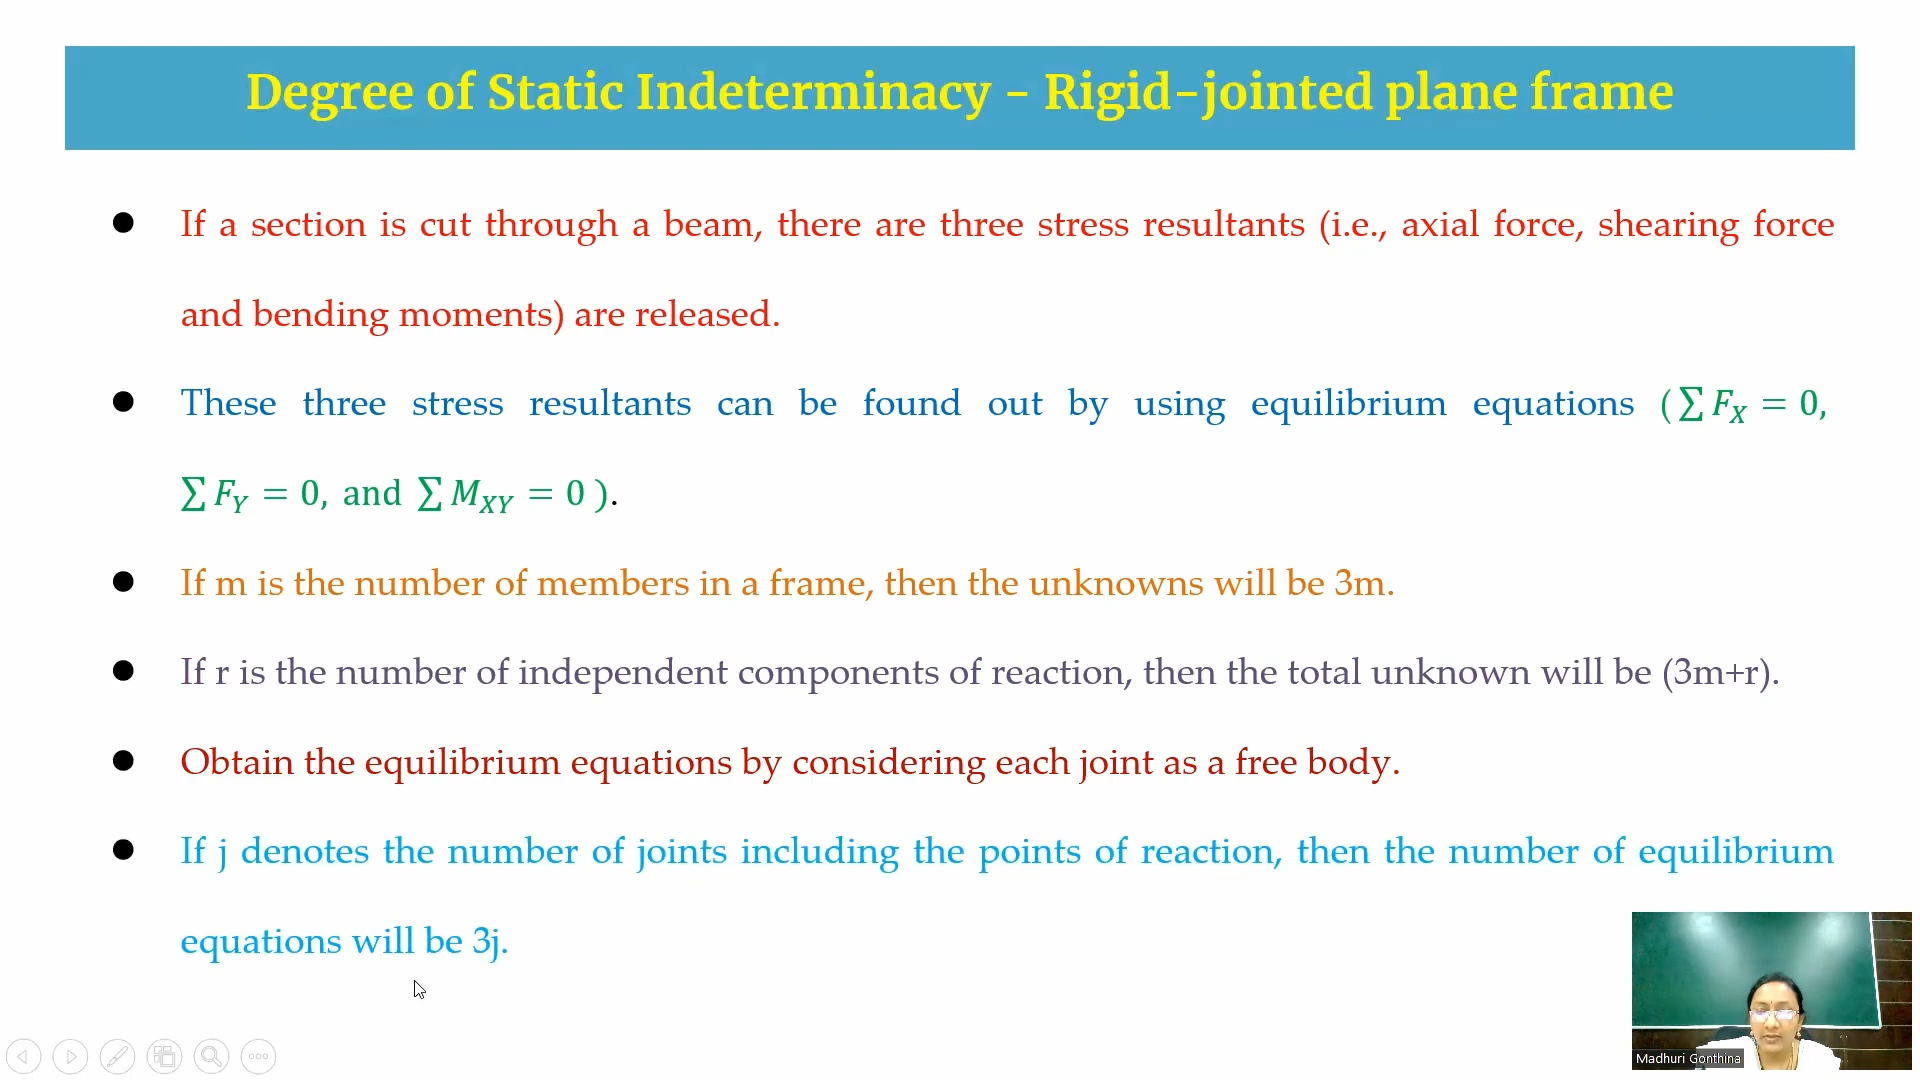 Degree of Static Indeterminacy - Rigid-jointed plane frame
● If a section is cut through a beam, there are three stress resultants (i.e., axial force, shearing force
and bending moments) are released.
● These three stress resultants can be found out by using equilibrium equations (∑ F_X = 0,
∑ F_Y = 0, and ∑ M_XY = 0 ).
● If m is the number of members in a frame, then the unknowns will be 3m.
● If r is the number of independent components of reaction, then the total unknown will be (3m+r).
● Obtain the equilibrium equations by considering each joint as a free body.
● If j denotes the number of joints including the points of reaction, then the number of equilibrium
equations will be 3j.
Madhuri Gonthina